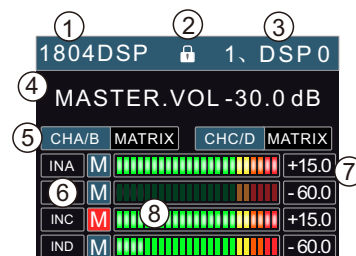 1 2 3
1804DSP 1、DSP0
4
MASTER.VOL -30.0 dB
5 CHA/B MATRIX CHC/D MATRIX
INA M +15.0 7
6 M -60.0
INC M 8 +15.0
IND M -60.0